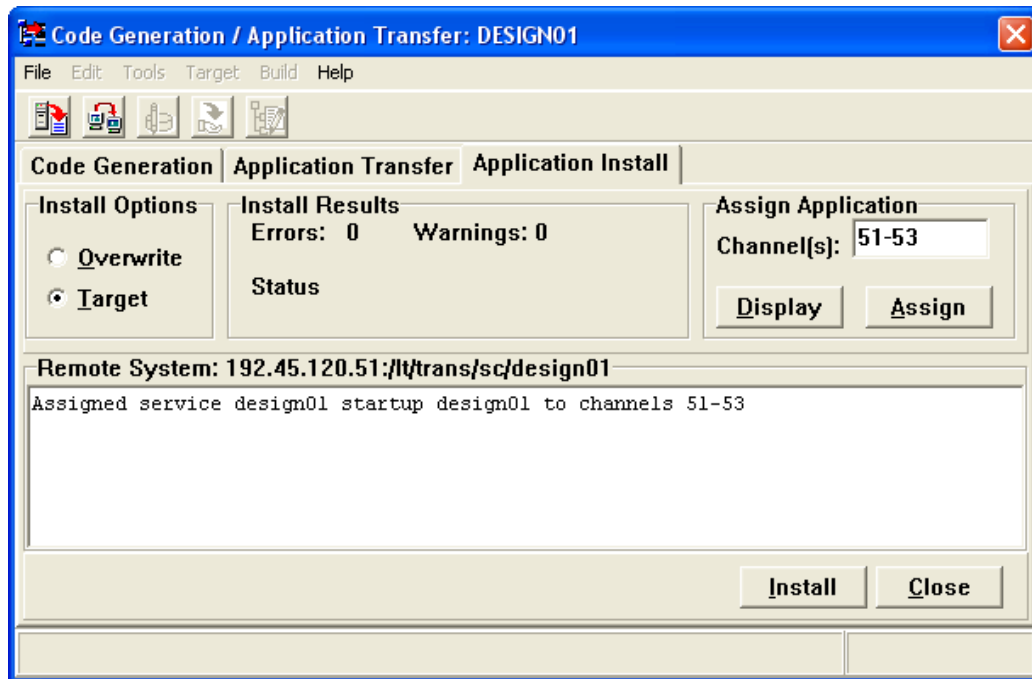 Code Generation / Application Transfer: DESIGN01
File Edit Tools Target Build Help
Code Generation Application Transfer Application Install
Install Options
Overwrite
Target
Install Results
Errors: 0 Warnings: 0
Status
Assign Application
Channel(s): 51-53
Display Assign
Remote System: 192.45.120.51:/lt/trans/sc/design01
Assigned service design01 startup design01 to channels 51-53
Install Close